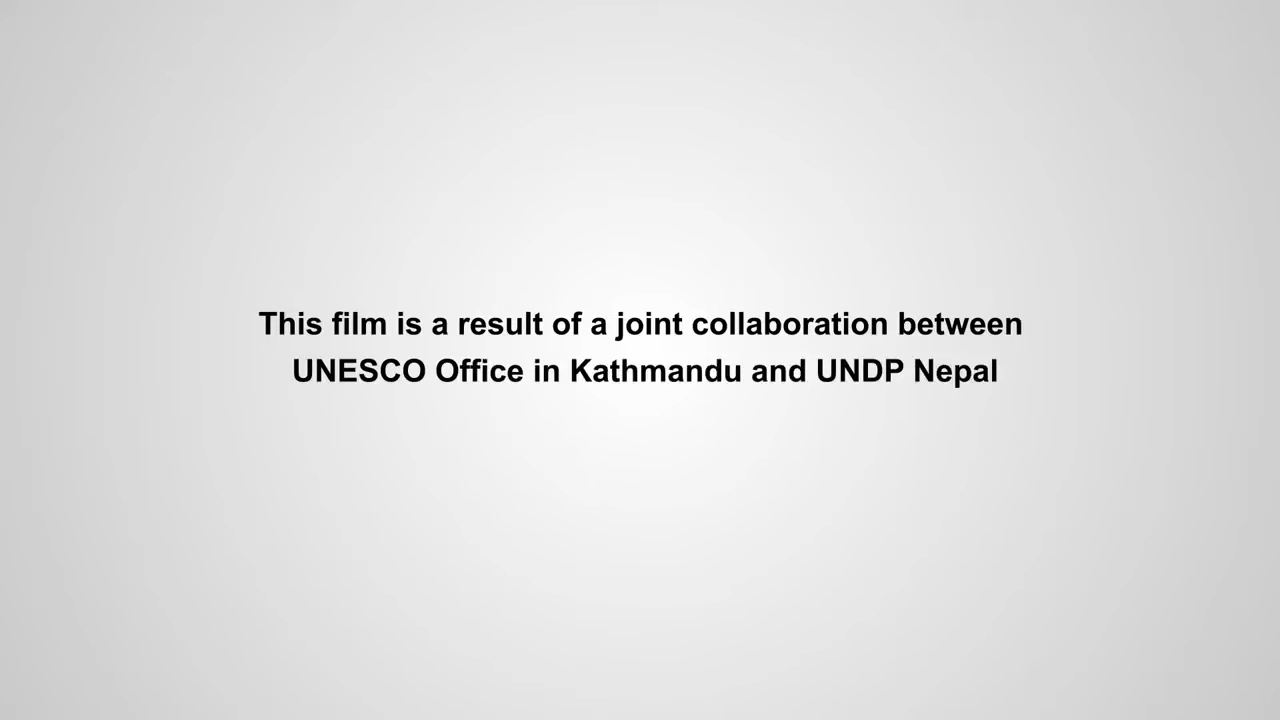 This film is a result of a joint collaboration between
UNESCO Office in Kathmandu and UNDP Nepal